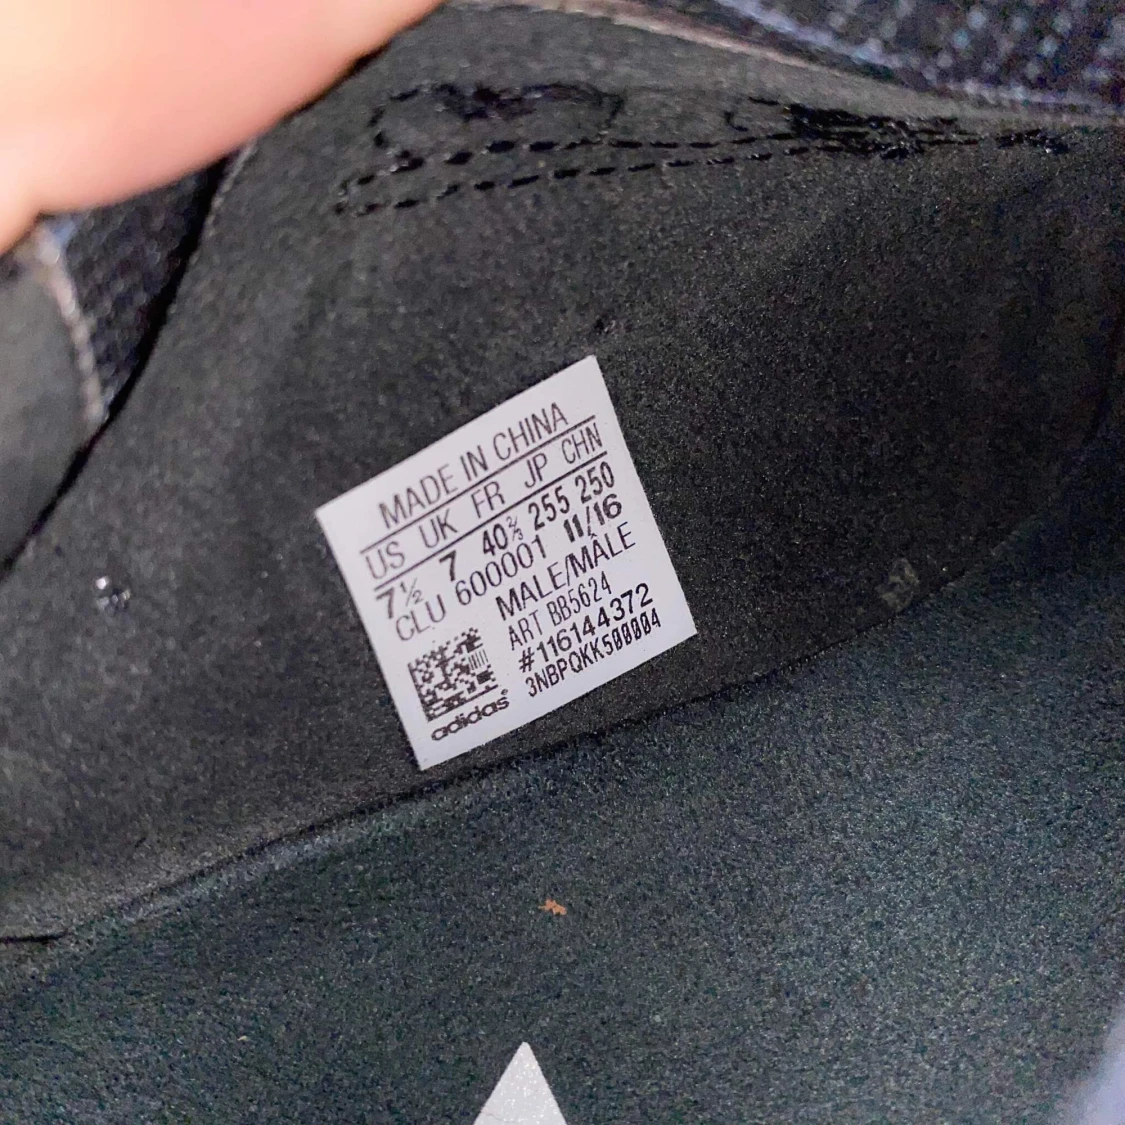 MADE IN CHINA
US UK FR JP CHN
7½ 7 40⅔ 255 250
CLU 600001 11/16
MALE/MÂLE
ART BB5624
#116144372
3NBPQKK500004
adidas